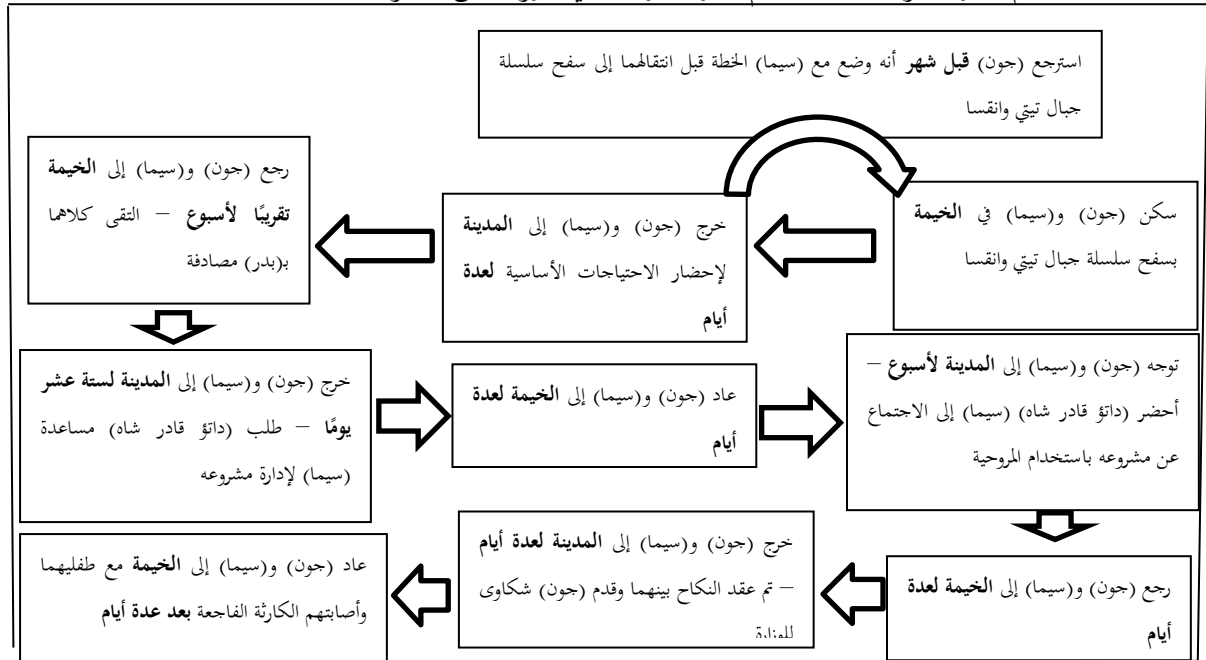 استرجع (جون) قبل شهر أنه وضع مع (سيما) الخطة قبل انتقالهما إلى سفح سلسلة
جبال تيتي وانقسا
سكن (جون) و(سيما) في الخيمة
بسفح سلسلة جبال تيتي وانقسا
خرج (جون) و(سيما) إلى المدينة
لإحضار الاحتياجات الأساسية لعدة
أيام
رجع (جون) و(سيما) إلى الخيمة
تقريبًا لأسبوع – التقى كلاهما
بـ(بدر) مصادفة
خرج (جون) و(سيما) إلى المدينة لستة عشر
يومًا – طلب (داتؤ قادر شاه) مساعدة
(سيما) لإدارة مشروعه
عاد (جون) و(سيما) إلى الخيمة لعدة
أيام
توجه (جون) و(سيما) إلى المدينة لأسبوع –
أحضر (داتؤ قادر شاه) (سيما) إلى الاجتماع
عن مشروعه باستخدام المروحية
رجع (جون) و(سيما) إلى الخيمة لعدة
أيام
خرج (جون) و(سيما) إلى المدينة لعدة أيام
– تم عقد النكاح بينهما وقدم (جون) شكاوى
للوزارة
عاد (جون) و(سيما) إلى الخيمة مع طفليهما
وأصابتهم الكارثة الفاجعة بعد عدة أيام